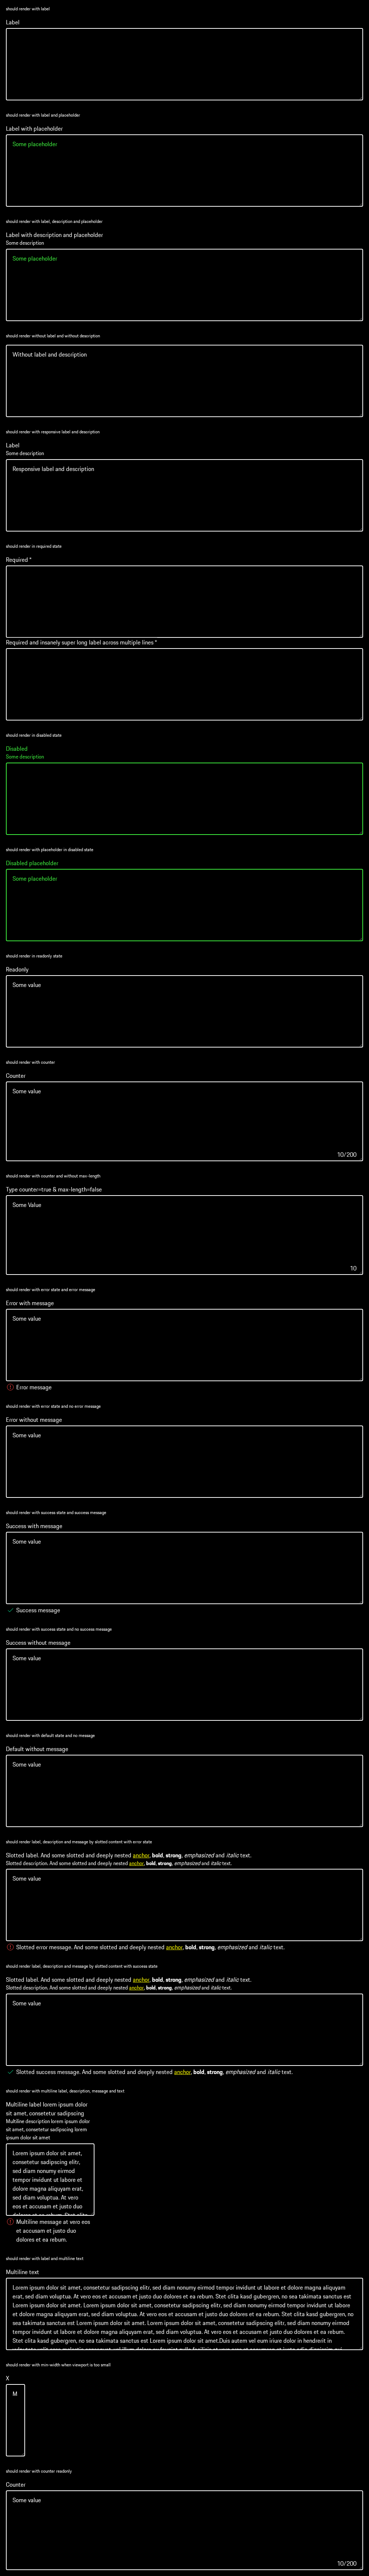 should render with label
Label
should render with label and placeholder
Label with placeholder
Some placeholder
should render with label, description and placeholder
Label with description and placeholder
Some description
Some placeholder
should render without label and without description
Without label and description
should render with responsive label and description
Label
Some description
Responsive label and description
should render in required state
Required *
Required and insanely super long label across multiple lines *
should render in disabled state
Disabled
Some description
should render with placeholder in disabled state
Disabled placeholder
Some placeholder
should render in readonly state
Readonly
Some value
should render with counter
Counter
Some value
10/200
should render with counter and without max-length
Type counter=true & max-length=false
Some Value
10
should render with error state and error message
Error with message
Some value
Error message
should render with error state and no error message
Error without message
Some value
should render with success state and success message
Success with message
Some value
Success message
should render with success state and no success message
Success without message
Some value
should render with default state and no message
Default without message
Some value
should render label, description and message by slotted content with error state
Slotted label. And some slotted and deeply nested anchor, bold, strong, emphasized and italic text.
Slotted description. And some slotted and deeply nested anchor, bold, strong, emphasized and italic text.
Some value
Slotted error message. And some slotted and deeply nested anchor, bold, strong, emphasized and italic text.
should render label, description and message by slotted content with success state
Slotted label. And some slotted and deeply nested anchor, bold, strong, emphasized and italic text.
Slotted description. And some slotted and deeply nested anchor, bold, strong, emphasized and italic text.
Some value
Slotted success message. And some slotted and deeply nested anchor, bold, strong, emphasized and italic text.
should render with multiline label, description, message and text
Multiline label lorem ipsum dolor
sit amet, consetetur sadipscing
Multiline description lorem ipsum dolor
sit amet, consetetur sadipscing lorem
ipsum dolor sit amet
Lorem ipsum dolor sit amet,
consetetur sadipscing elitr,
sed diam nonumy eirmod
tempor invidunt ut labore et
dolore magna aliquyam erat,
sed diam voluptua. At vero
eos et accusam et justo duo
dolores et ea rebum. Stet clita
Multiline message at vero eos
et accusam et justo duo
dolores et ea rebum.
should render with label and multiline text
Multiline text
Lorem ipsum dolor sit amet, consetetur sadipscing elitr, sed diam nonumy eirmod tempor invidunt ut labore et dolore magna aliquyam
erat, sed diam voluptua. At vero eos et accusam et justo duo dolores et ea rebum. Stet clita kasd gubergren, no sea takimata sanctus est
Lorem ipsum dolor sit amet. Lorem ipsum dolor sit amet, consetetur sadipscing elitr, sed diam nonumy eirmod tempor invidunt ut labore
et dolore magna aliquyam erat, sed diam voluptua. At vero eos et accusam et justo duo dolores et ea rebum. Stet clita kasd gubergren, no
sea takimata sanctus est Lorem ipsum dolor sit amet. Lorem ipsum dolor sit amet, consetetur sadipscing elitr, sed diam nonumy eirmod
tempor invidunt ut labore et dolore magna aliquyam erat, sed diam voluptua. At vero eos et accusam et justo duo dolores et ea rebum.
Stet clita kasd gubergren, no sea takimata sanctus est Lorem ipsum dolor sit amet.Duis autem vel eum iriure dolor in hendrerit in
should render with min-width when viewport is too small
X
M
should render with counter readonly
Counter
Some value
10/200